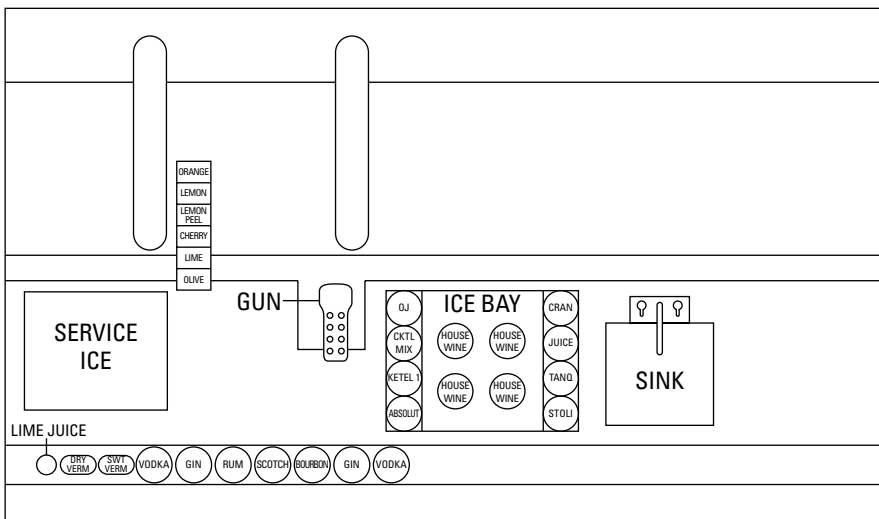 ORANGE
LEMON
LEMON
PEEL
CHERRY
LIME
OLIVE
GUN
SERVICE
ICE
ICE BAY
OJ
CKTL
MIX
KETEL 1
ABSOLUT
HOUSE
WINE
HOUSE
WINE
HOUSE
WINE
HOUSE
WINE
CRAN
JUICE
TANQ
STOLI
SINK
LIME JUICE
DRY
VERM
SWT
VERM
VODKA
GIN
RUM
SCOTCH
BOURBON
GIN
VODKA